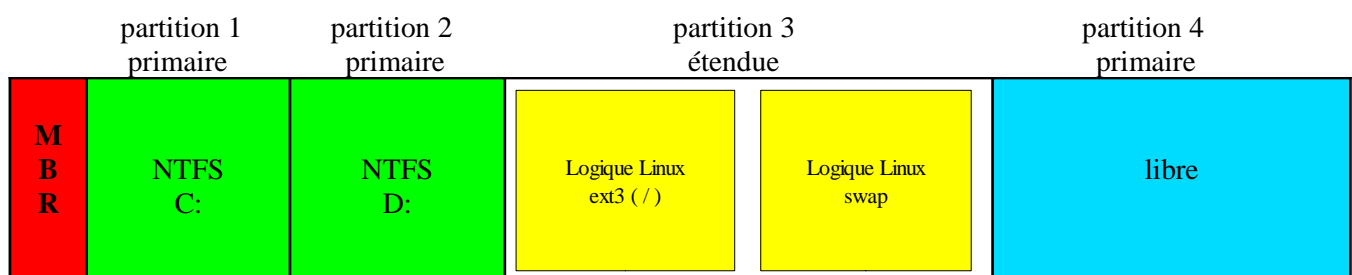 partition 1
primaire
partition 2
primaire
partition 3
étendue
partition 4
primaire
M
B
R
NTFS
C:
NTFS
D:
Logique Linux
ext3 ( / )
Logique Linux
swap
libre